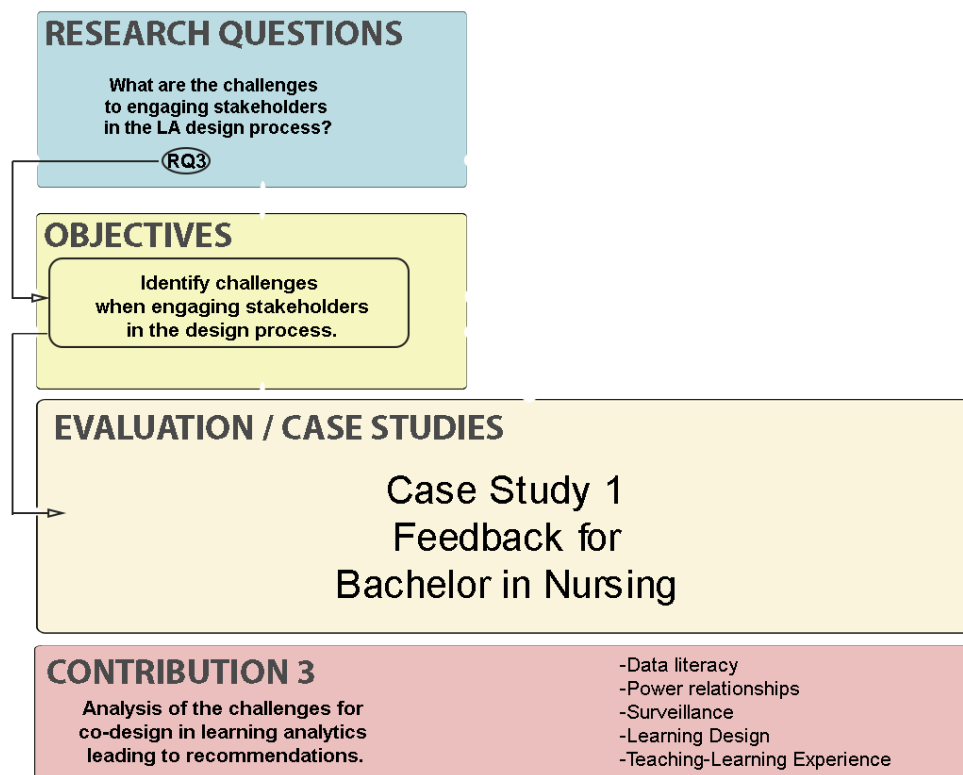 RESEARCH QUESTIONS
What are the challenges
to engaging stakeholders
in the LA design process?
RQ3
OBJECTIVES
Identify challenges
when engaging stakeholders
in the design process.
EVALUATION / CASE STUDIES
Case Study 1
Feedback for
Bachelor in Nursing
CONTRIBUTION 3
Analysis of the challenges for
co-design in learning analytics
leading to recommendations.
-Data literacy
-Power relationships
-Surveillance
-Learning Design
-Teaching-Learning Experience